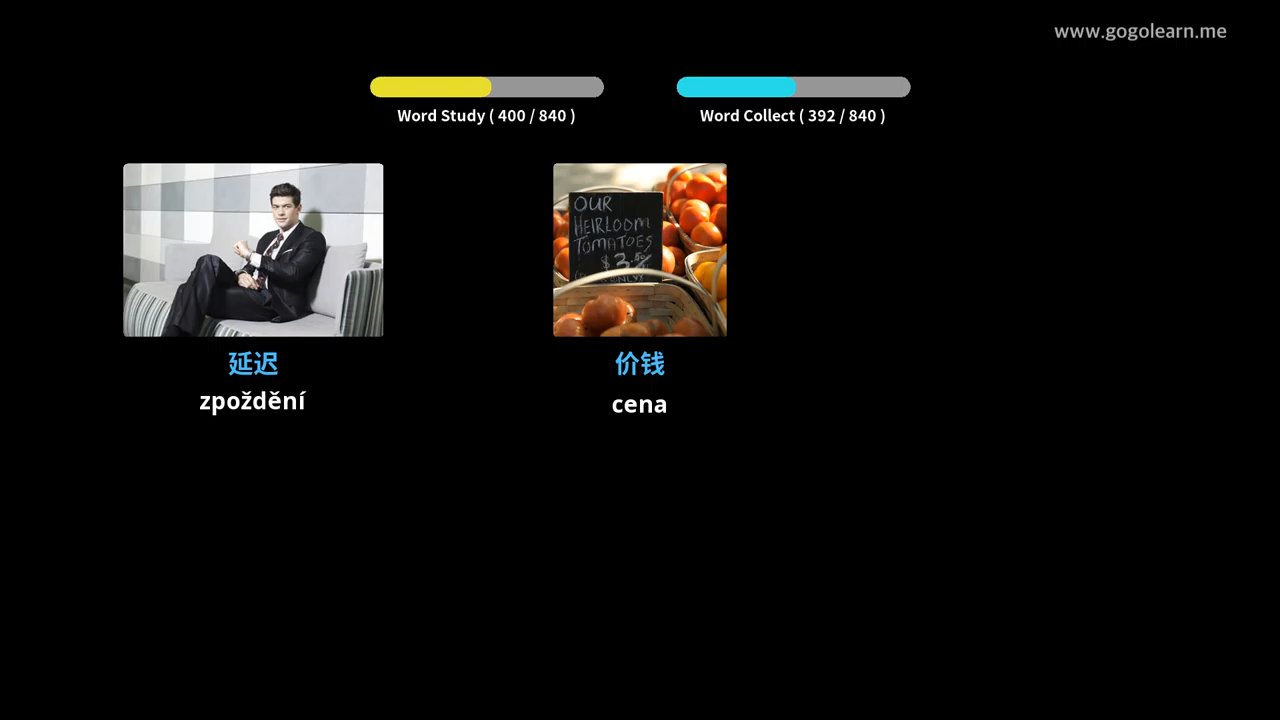 www.gogolearn.me
Word Study ( 400 / 840 )
Word Collect ( 392 / 840 )
OUR
HEIRLOOM
TOMATOES
延迟
价钱
zpoždění
cena